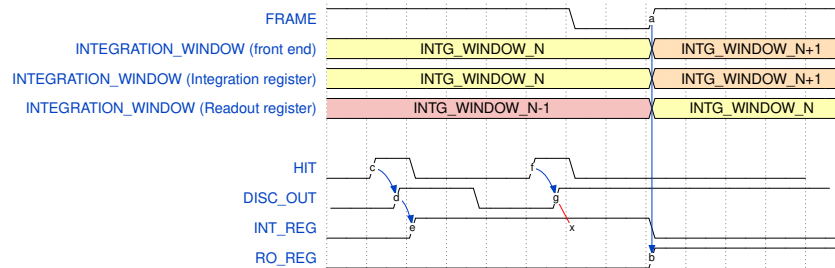 FRAME a
INTEGRATION_WINDOW (front end) INTG_WINDOW_N INTG_WINDOW_N+1
INTEGRATION_WINDOW (Integration register) INTG_WINDOW_N INTG_WINDOW_N+1
INTEGRATION_WINDOW (Readout register) INTG_WINDOW_N-1 INTG_WINDOW_N
HIT c f
DISC_OUT d g
INT_REG e x
RO_REG b